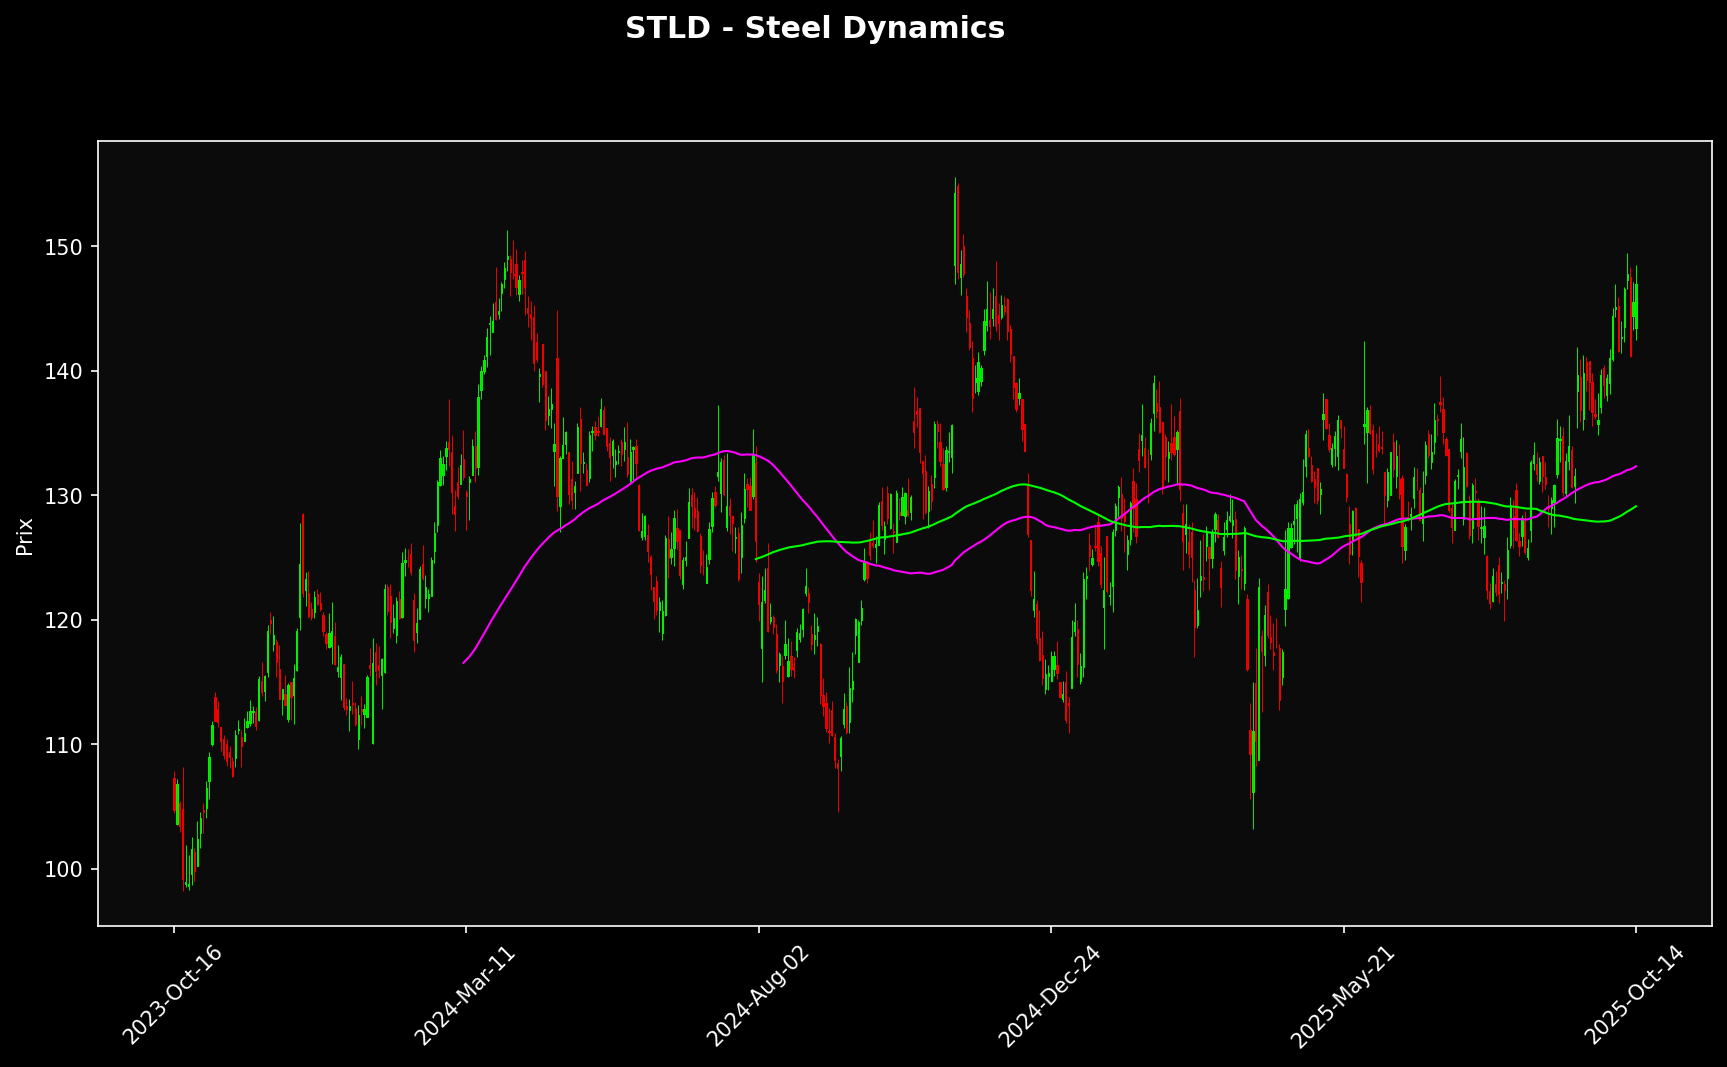 STLD - Steel Dynamics
Prix
150
140
130
120
110
100
2023-Oct-16
2024-Mar-11
2024-Aug-02
2024-Dec-24
2025-May-21
2025-Oct-14